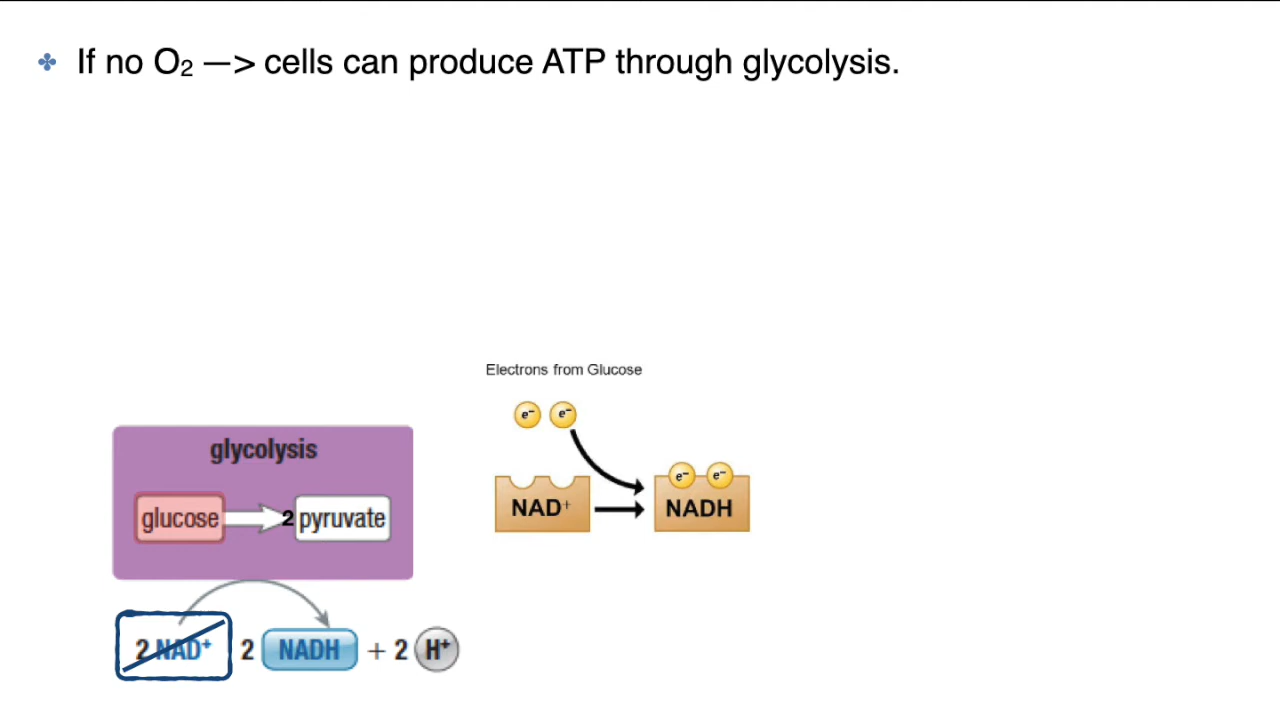 If no O₂ —> cells can produce ATP through glycolysis.
Electrons from Glucose
e⁻ e⁻
glycolysis
glucose 2 pyruvate
e⁻ e⁻
NAD⁺ NADH
2 NAD⁺ 2 NADH + 2 H⁺